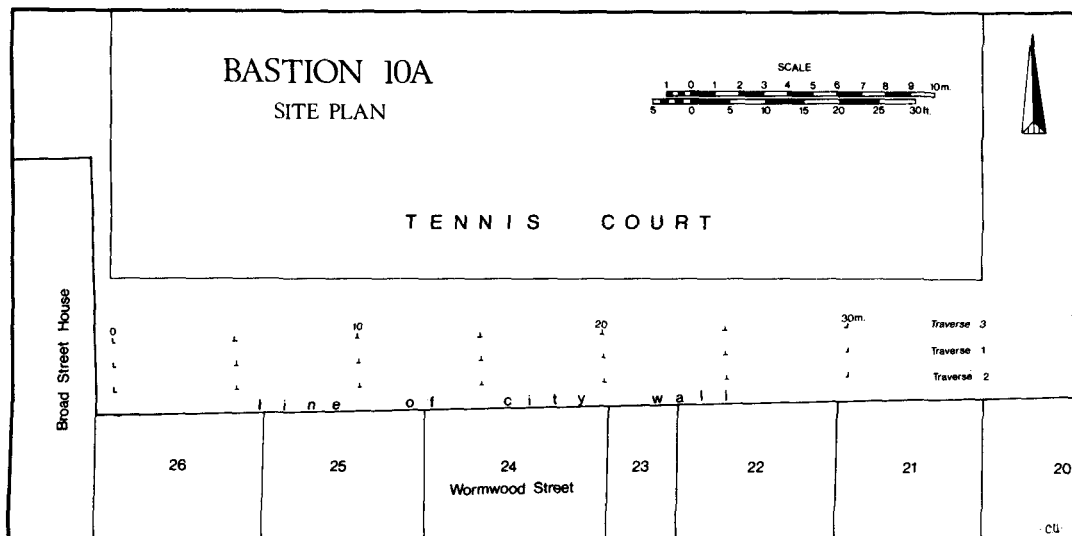 BASTION 10A
SITE PLAN
SCALE
1 0 1 2 3 4 5 6 7 8 9 10m.
5 0 5 10 15 20 25 30ft.
TENNIS COURT
Broad Street House
0 10 20 30m.
Traverse 3
Traverse 1
Traverse 2
line of city wall
26 25 24 23 22 21 20
Wormwood Street
CU